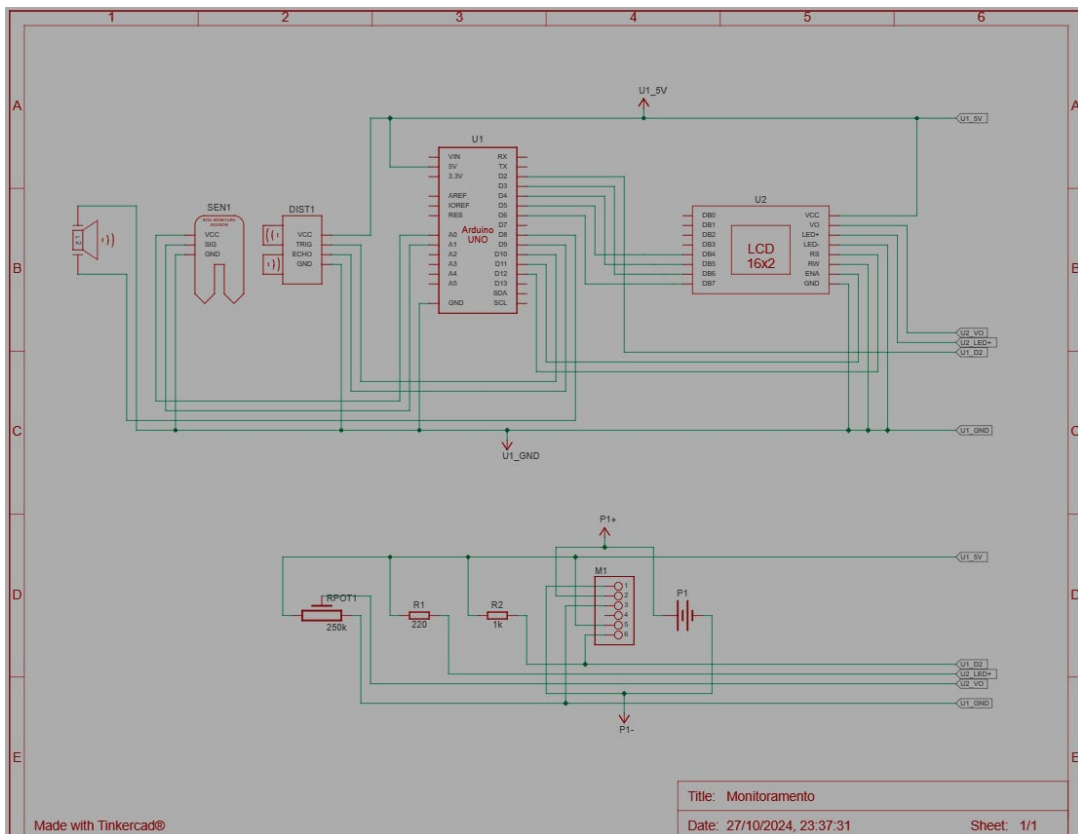 1 2 3 4 5 6
A A
U1_5V
U1_5V
U1
VIN RX
5V TX
3.3V D2
D3
AREF D4
IOREF D5
RES D6
D7
Arduino
UNO
A0 D8
A1 D9
A2 D10
A3 D11
A4 D12
A5 D13
SDA
GND SCL
SEN1
SOIL MOISTURE
SENSOR
VCC
SIG
GND
DIST1
VCC
TRIG
ECHO
GND
1 2
U2
DB0 VCC
DB1 VO
DB2 LED+
DB3 LED-
DB4 RS
DB5 RW
DB6 ENA
DB7 GND
LCD
16x2
B B
U2_VO
U2_LED+
U1_D2
C C
U1_GND
U1_GND
P1+
U1_5V
D D
RPOT1
250k
R1
220
R2
1k
M1
1
2
3
4
5
6
P1
U1_D2
U2_LED+
U2_VO
U1_GND
P1-
E E
Title: Monitoramento
Made with Tinkercad®
Date: 27/10/2024, 23:37:31 Sheet: 1/1